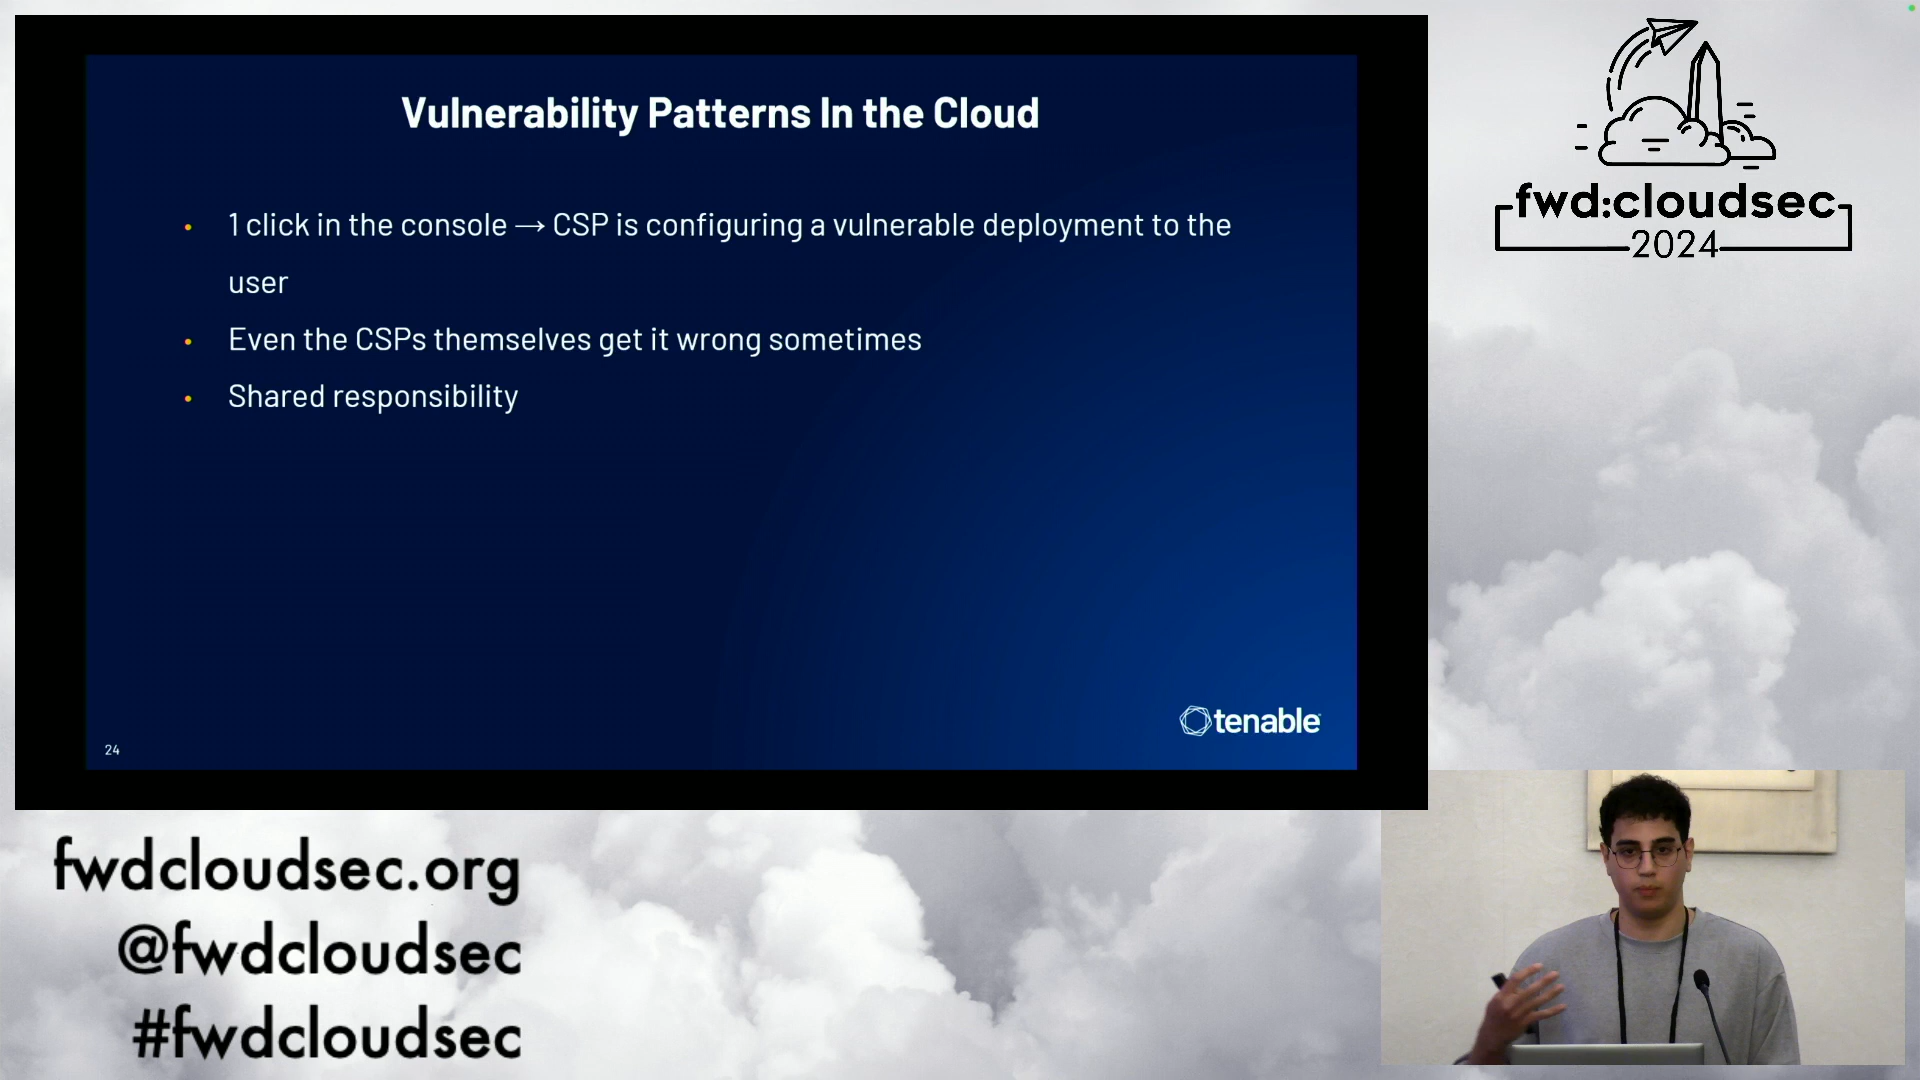 Vulnerability Patterns In the Cloud
• 1 click in the console → CSP is configuring a vulnerable deployment to the
user
• Even the CSPs themselves get it wrong sometimes
• Shared responsibility
tenable
24
fwd:cloudsec
2024
fwdcloudsec.org
@fwdcloudsec
#fwdcloudsec